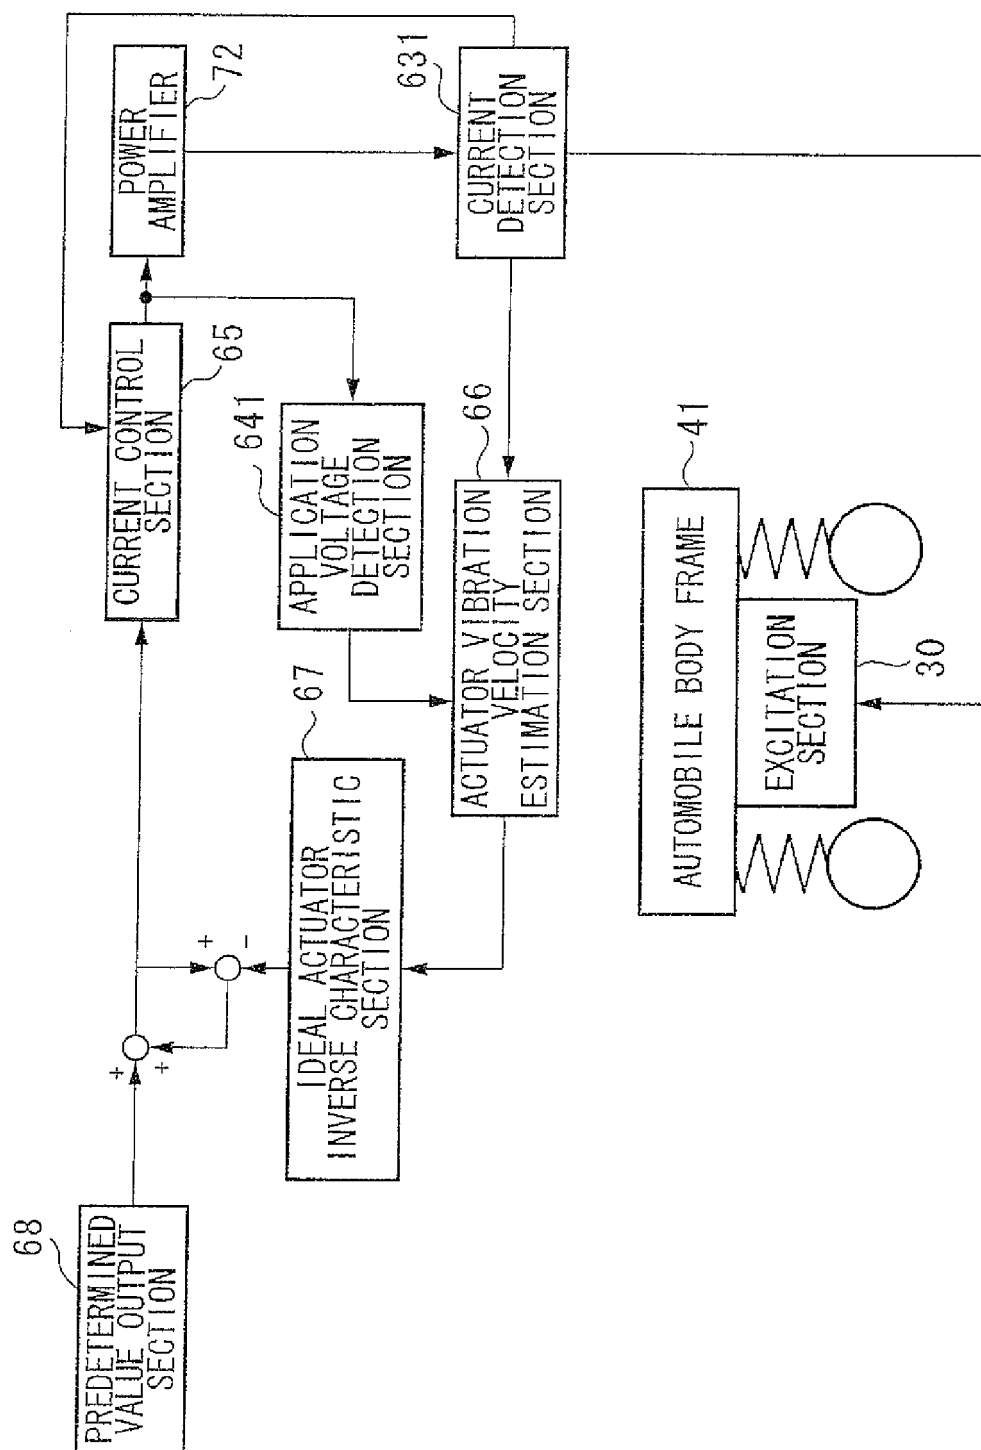 68
PREDETERMINED
VALUE OUTPUT
SECTION
+
+
+
-
CURRENT CONTROL
SECTION
65
POWER
AMPLIFIER
72
641
APPLICATION
VOLTAGE
DETECTION
SECTION
67
IDEAL ACTUATOR
INVERSE CHARACTERISTIC
SECTION
631
CURRENT
DETECTION
SECTION
66
ACTUATOR VIBRATION
VELOCITY
ESTIMATION SECTION
41
AUTOMOBILE BODY FRAME
EXCITATION
SECTION
30